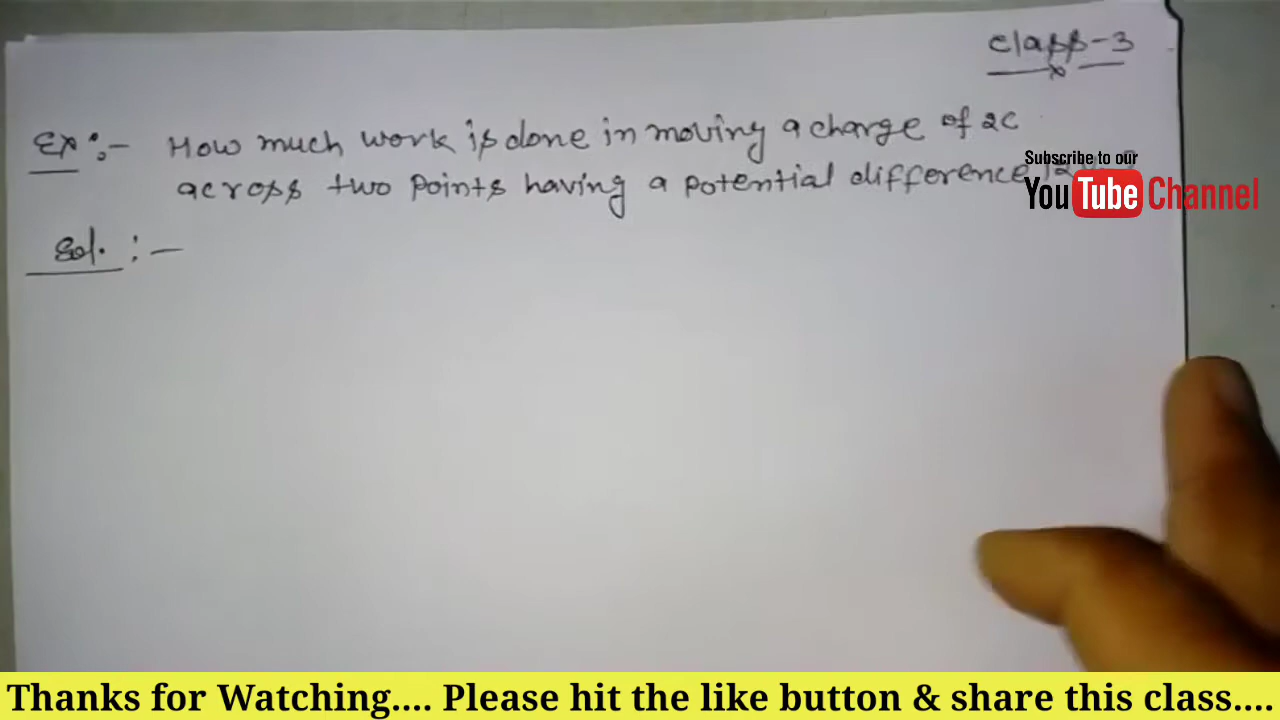 Class-3
Ex:- How much work is done in moving a charge of 2C
across two points having a potential difference
Subscribe to our
YouTube Channel
Sol. :-
Thanks for Watching.... Please hit the like button & share this class....